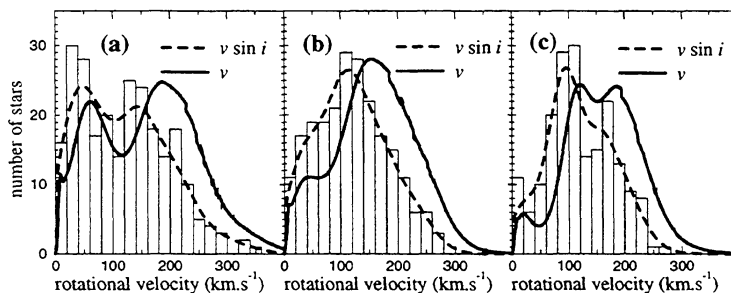 (a)
v sin i
v
(b)
v sin i
v
(c)
v sin i
v
number of stars
30
20
10
0
0 100 200 300 0 100 200 300 0 100 200 300
rotational velocity (km.s⁻¹) rotational velocity (km.s⁻¹) rotational velocity (km.s⁻¹)